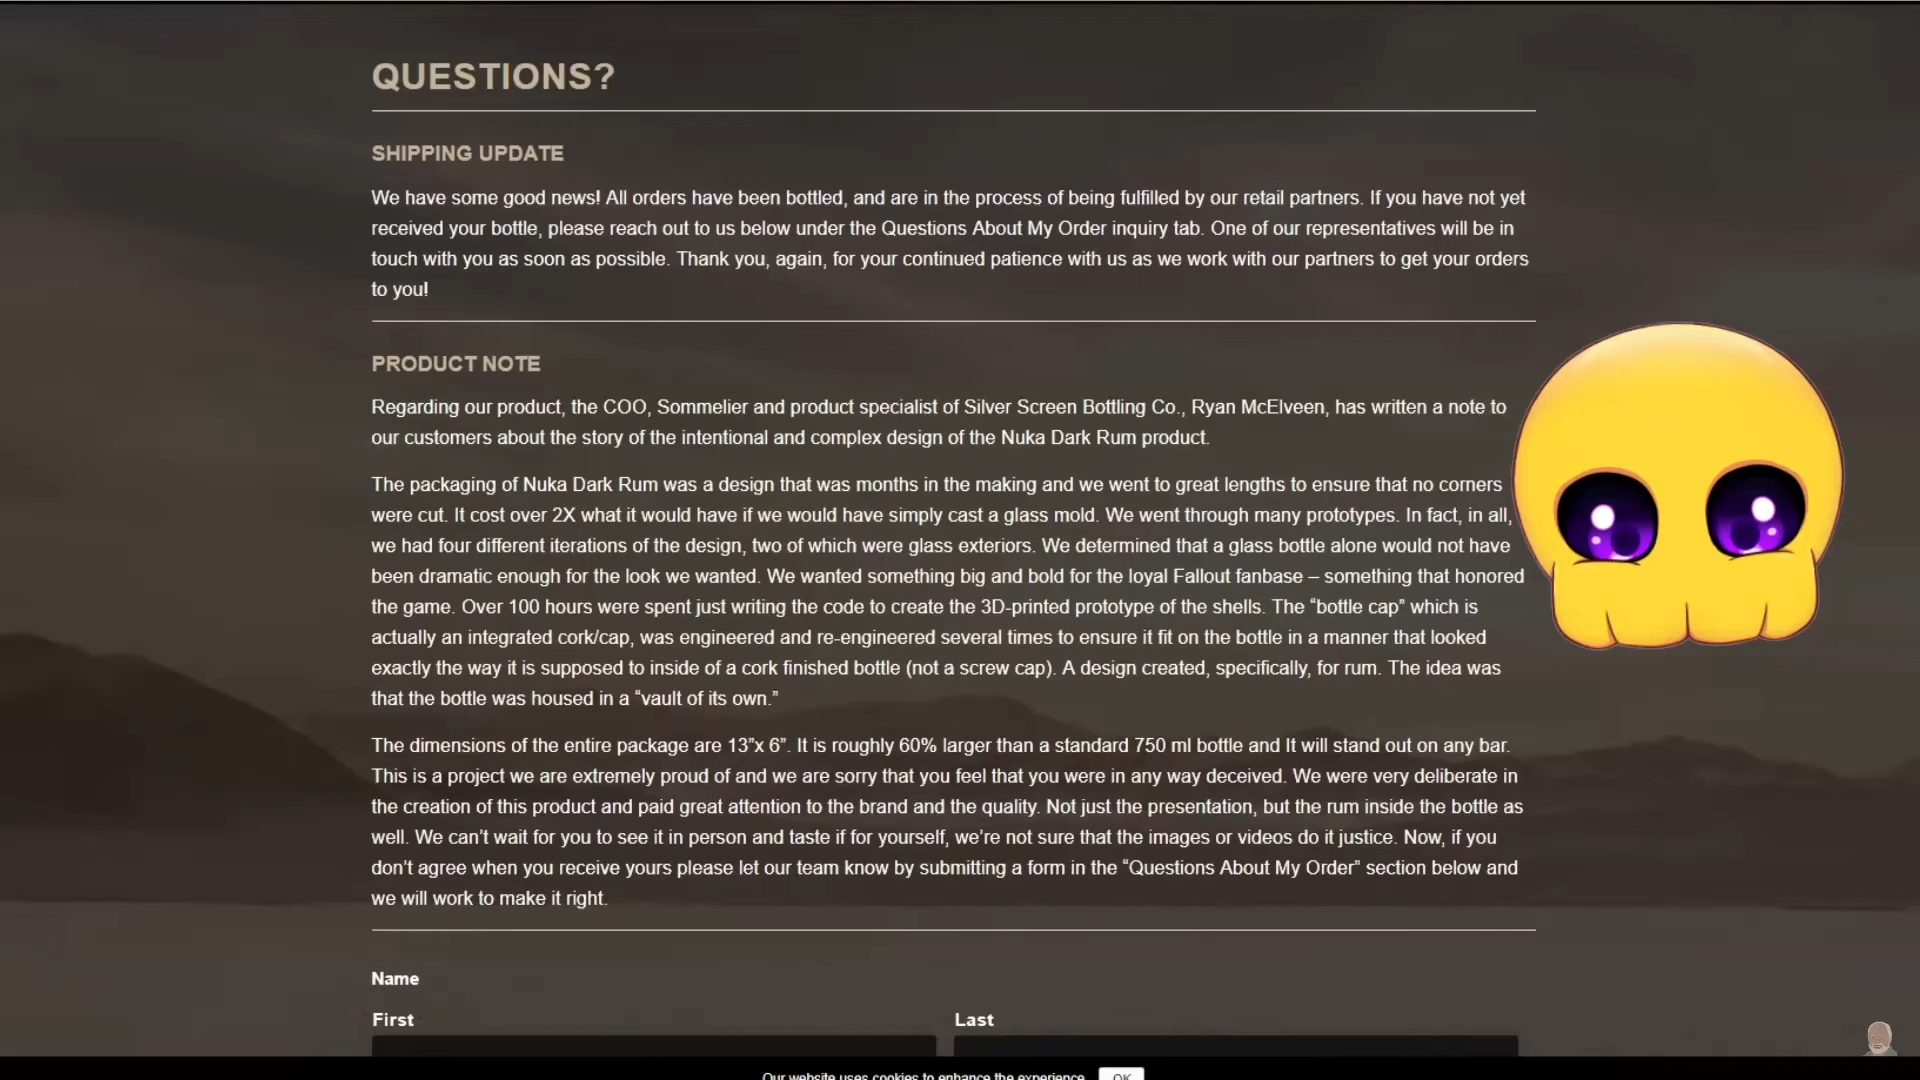 QUESTIONS?
SHIPPING UPDATE
We have some good news! All orders have been bottled, and are in the process of being fulfilled by our retail partners. If you have not yet
received your bottle, please reach out to us below under the Questions About My Order inquiry tab. One of our representatives will be in
touch with you as soon as possible. Thank you, again, for your continued patience with us as we work with our partners to get your orders
to you!
PRODUCT NOTE
Regarding our product, the COO, Sommelier and product specialist of Silver Screen Bottling Co., Ryan McElveen, has written a note to
our customers about the story of the intentional and complex design of the Nuka Dark Rum product.
The packaging of Nuka Dark Rum was a design that was months in the making and we went to great lengths to ensure that no corners
were cut. It cost over 2X what it would have if we would have simply cast a glass mold. We went through many prototypes. In fact, in all,
we had four different iterations of the design, two of which were glass exteriors. We determined that a glass bottle alone would not have
been dramatic enough for the look we wanted. We wanted something big and bold for the loyal Fallout fanbase – something that honored
the game. Over 100 hours were spent just writing the code to create the 3D-printed prototype of the shells. The “bottle cap” which is
actually an integrated cork/cap, was engineered and re-engineered several times to ensure it fit on the bottle in a manner that looked
exactly the way it is supposed to inside of a cork finished bottle (not a screw cap). A design created, specifically, for rum. The idea was
that the bottle was housed in a “vault of its own.”
The dimensions of the entire package are 13”x 6”. It is roughly 60% larger than a standard 750 ml bottle and It will stand out on any bar.
This is a project we are extremely proud of and we are sorry that you feel that you were in any way deceived. We were very deliberate in
the creation of this product and paid great attention to the brand and the quality. Not just the presentation, but the rum inside the bottle as
well. We can’t wait for you to see it in person and taste if for yourself, we’re not sure that the images or videos do it justice. Now, if you
don’t agree when you receive yours please let our team know by submitting a form in the “Questions About My Order” section below and
we will work to make it right.
Name
First Last
Our website uses cookies to enhance the experience. OK